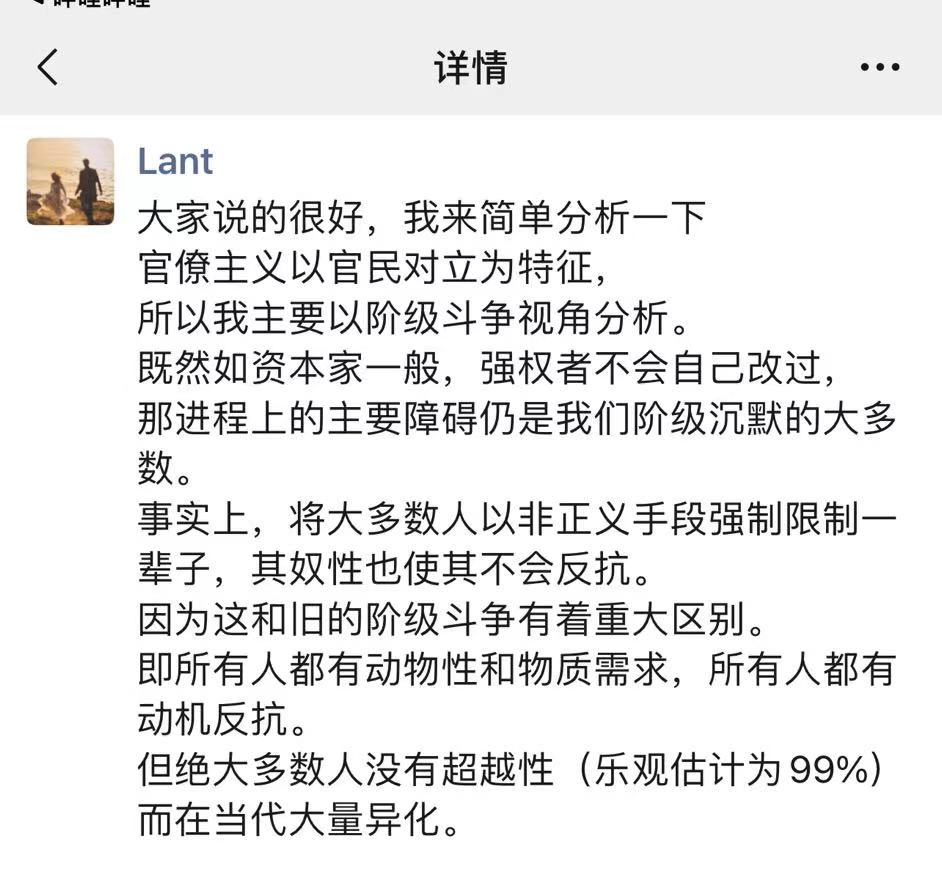 详情
Lant
大家说的很好，我来简单分析一下
官僚主义以官民对立为特征，
所以我主要以阶级斗争视角分析。
既然如资本家一般，强权者不会自己改过，
那进程上的主要障碍仍是我们阶级沉默的大多
数。
事实上，将大多数人以非正义手段强制限制一
辈子，其奴性也使其不会反抗。
因为这和旧的阶级斗争有着重大区别。
即所有人都有动物性和物质需求，所有人都有
动机反抗。
但绝大多数人没有超越性（乐观估计为99%）
而在当代大量异化。